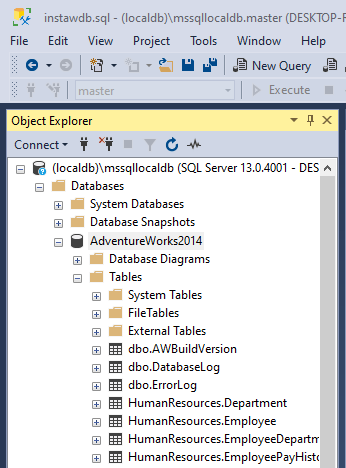 instawdb.sql - (localdb)\mssqllocaldb.master (DESKTOP-
File Edit View Project Tools Window
New Query
master Execute
Object Explorer
Connect
(localdb)\mssqllocaldb (SQL Server 13.0.4001 - DES
Databases
System Databases
Database Snapshots
AdventureWorks2014
Database Diagrams
Tables
System Tables
FileTables
External Tables
dbo.AWBuildVersion
dbo.DatabaseLog
dbo.ErrorLog
HumanResources.Department
HumanResources.Employee
HumanResources.EmployeeDepartm
HumanResources.EmployeePayHisto